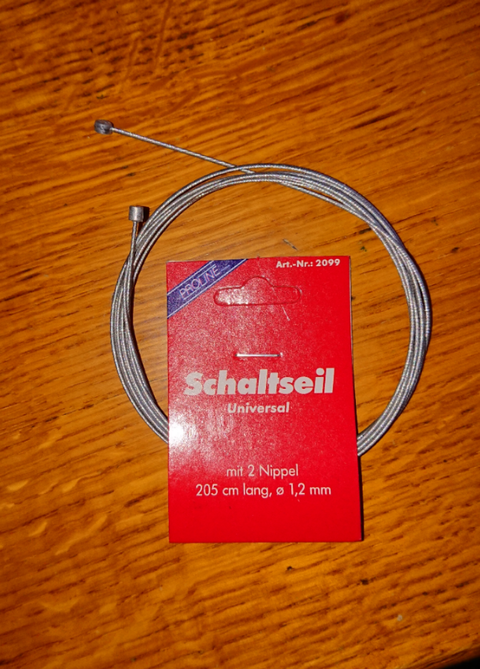 Art.-Nr.: 2099
PROLINE
Schaltseil
Universal
mit 2 Nippel
205 cm lang, ø 1,2 mm